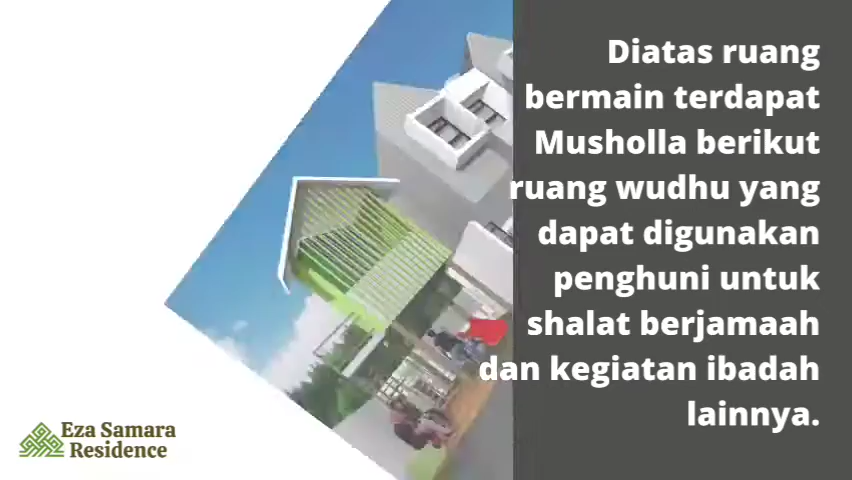 Diatas ruang
bermain terdapat
Musholla berikut
ruang wudhu yang
dapat digunakan
penghuni untuk
shalat berjamaah
dan kegiatan ibadah
lainnya.
Eza Samara
Residence